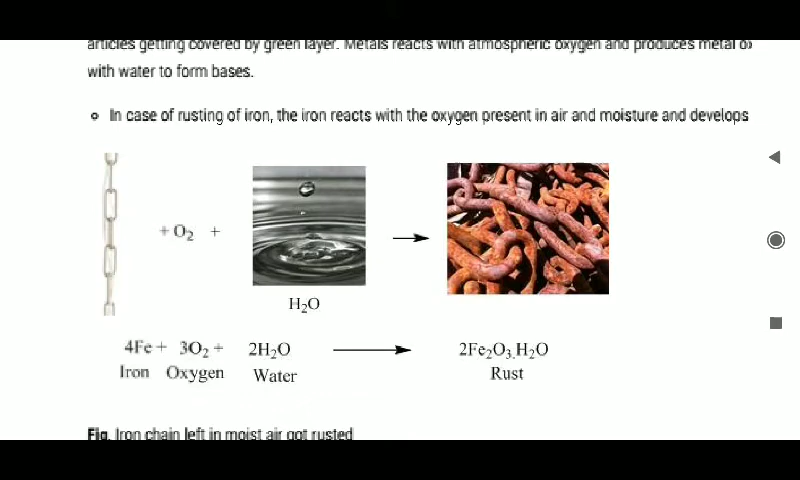 articles getting covered by green layer. Metals reacts with atmospheric oxygen and produces metal
with water to form bases.
In case of rusting of iron, the iron reacts with the oxygen present in air and moisture and develops
+ O₂ +
H₂O
4Fe + 3O₂ + 2H₂O 2Fe₂O₃.H₂O
Iron Oxygen Water Rust
Fig. Iron chain left in moist air got rusted